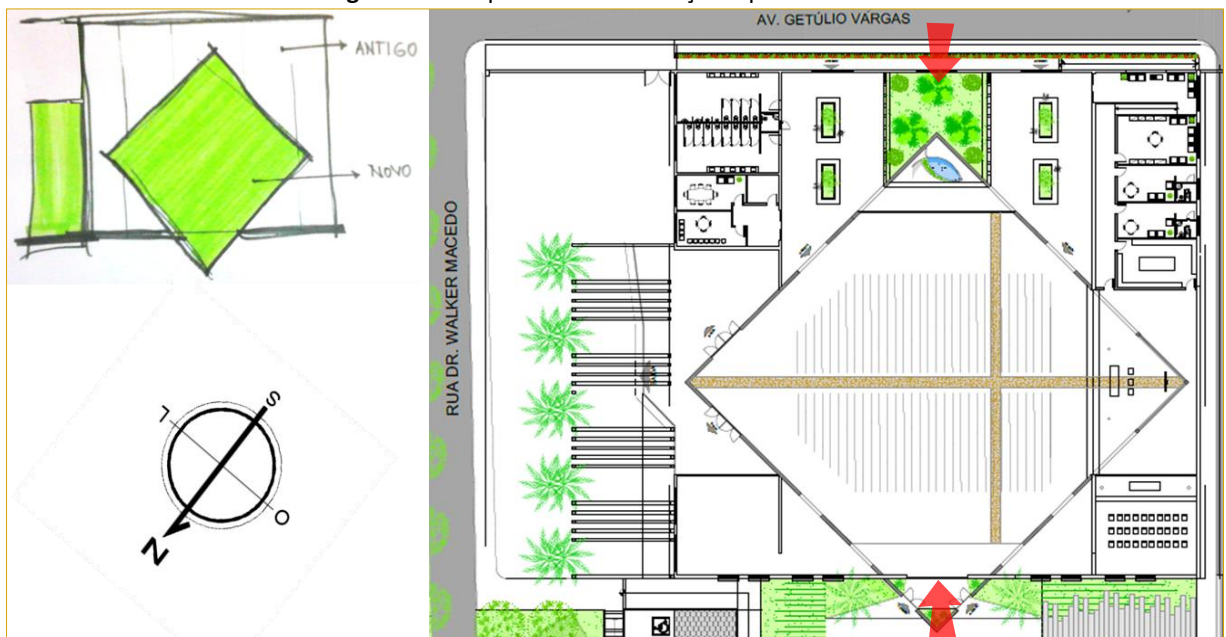 ANTIGO
NOVO
S
L
O
N
AV. GETÚLIO VARGAS
RUA DR. WALKER MACEDO